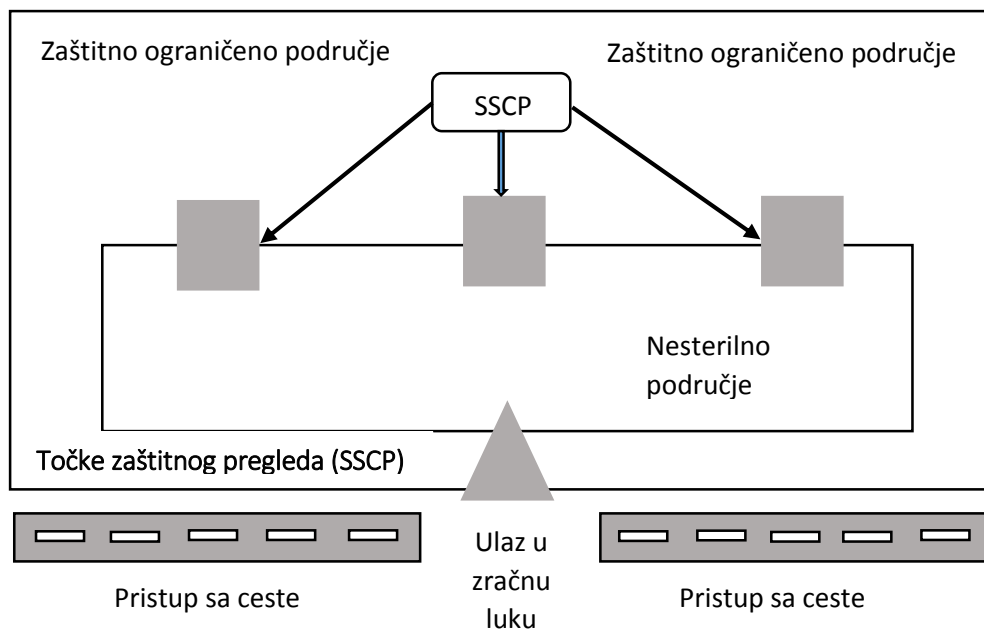 Zaštitno ograničeno područje
Zaštitno ograničeno područje
SSCP
Nesterilno
područje
Točke zaštitnog pregleda (SSCP)
Ulaz u
zračnu
luku
Pristup sa ceste
Pristup sa ceste